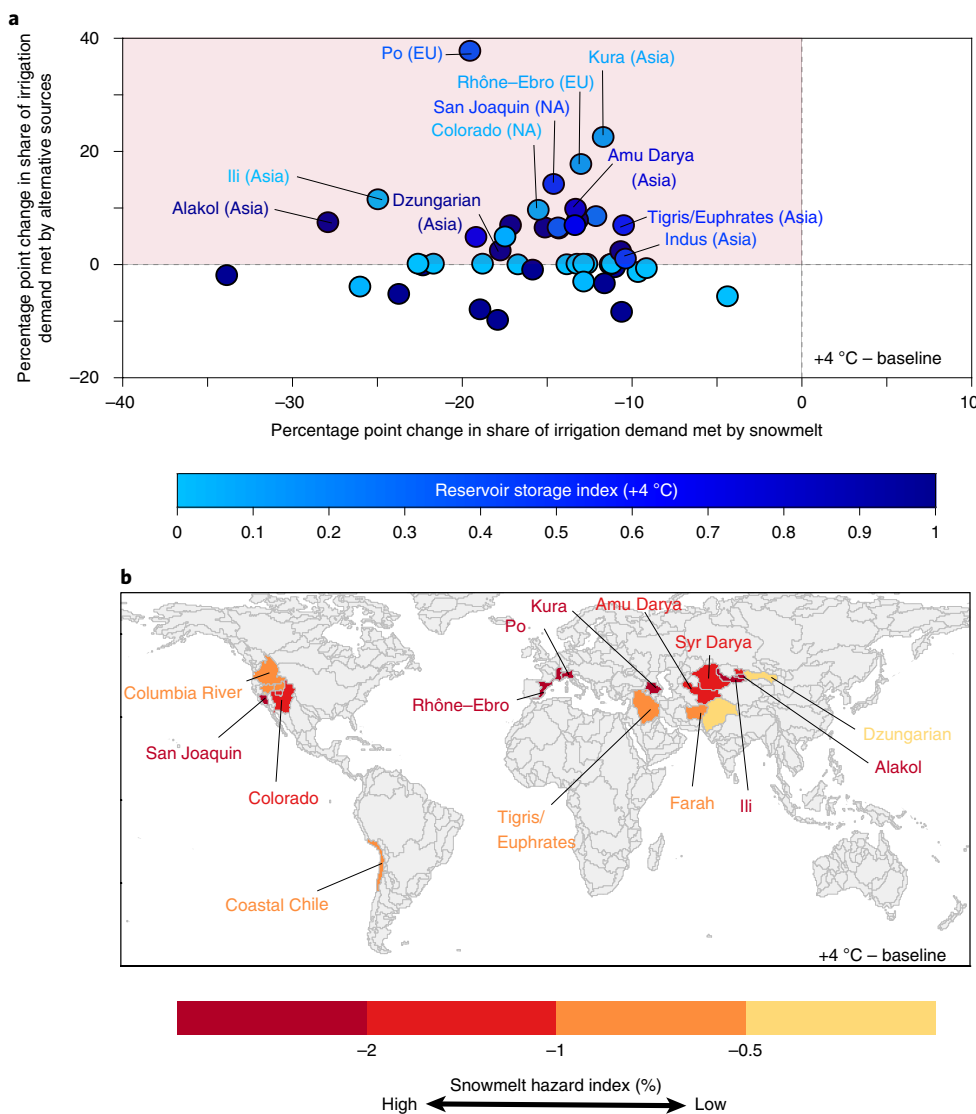 a
Percentage point change in share of irrigation
demand met by alternative sources
40
20
0
–20
Po (EU)
Kura (Asia)
Rhône–Ebro (EU)
San Joaquin (NA)
Colorado (NA)
Amu Darya
(Asia)
Ili (Asia)
Alakol (Asia)
Dzungarian
(Asia)
Tigris/Euphrates (Asia)
Indus (Asia)
+4 °C – baseline
–40
–30
–20
–10
0
10
Percentage point change in share of irrigation demand met by snowmelt
Reservoir storage index (+4 °C)
0
0.1
0.2
0.3
0.4
0.5
0.6
0.7
0.8
0.9
1
b
Kura
Amu Darya
Po
Syr Darya
Columbia River
Rhône–Ebro
San Joaquin
Dzungarian
Alakol
Colorado
Tigris/
Euphrates
Farah
Ili
Coastal Chile
+4 °C – baseline
–2
–1
–0.5
Snowmelt hazard index (%)
High
Low